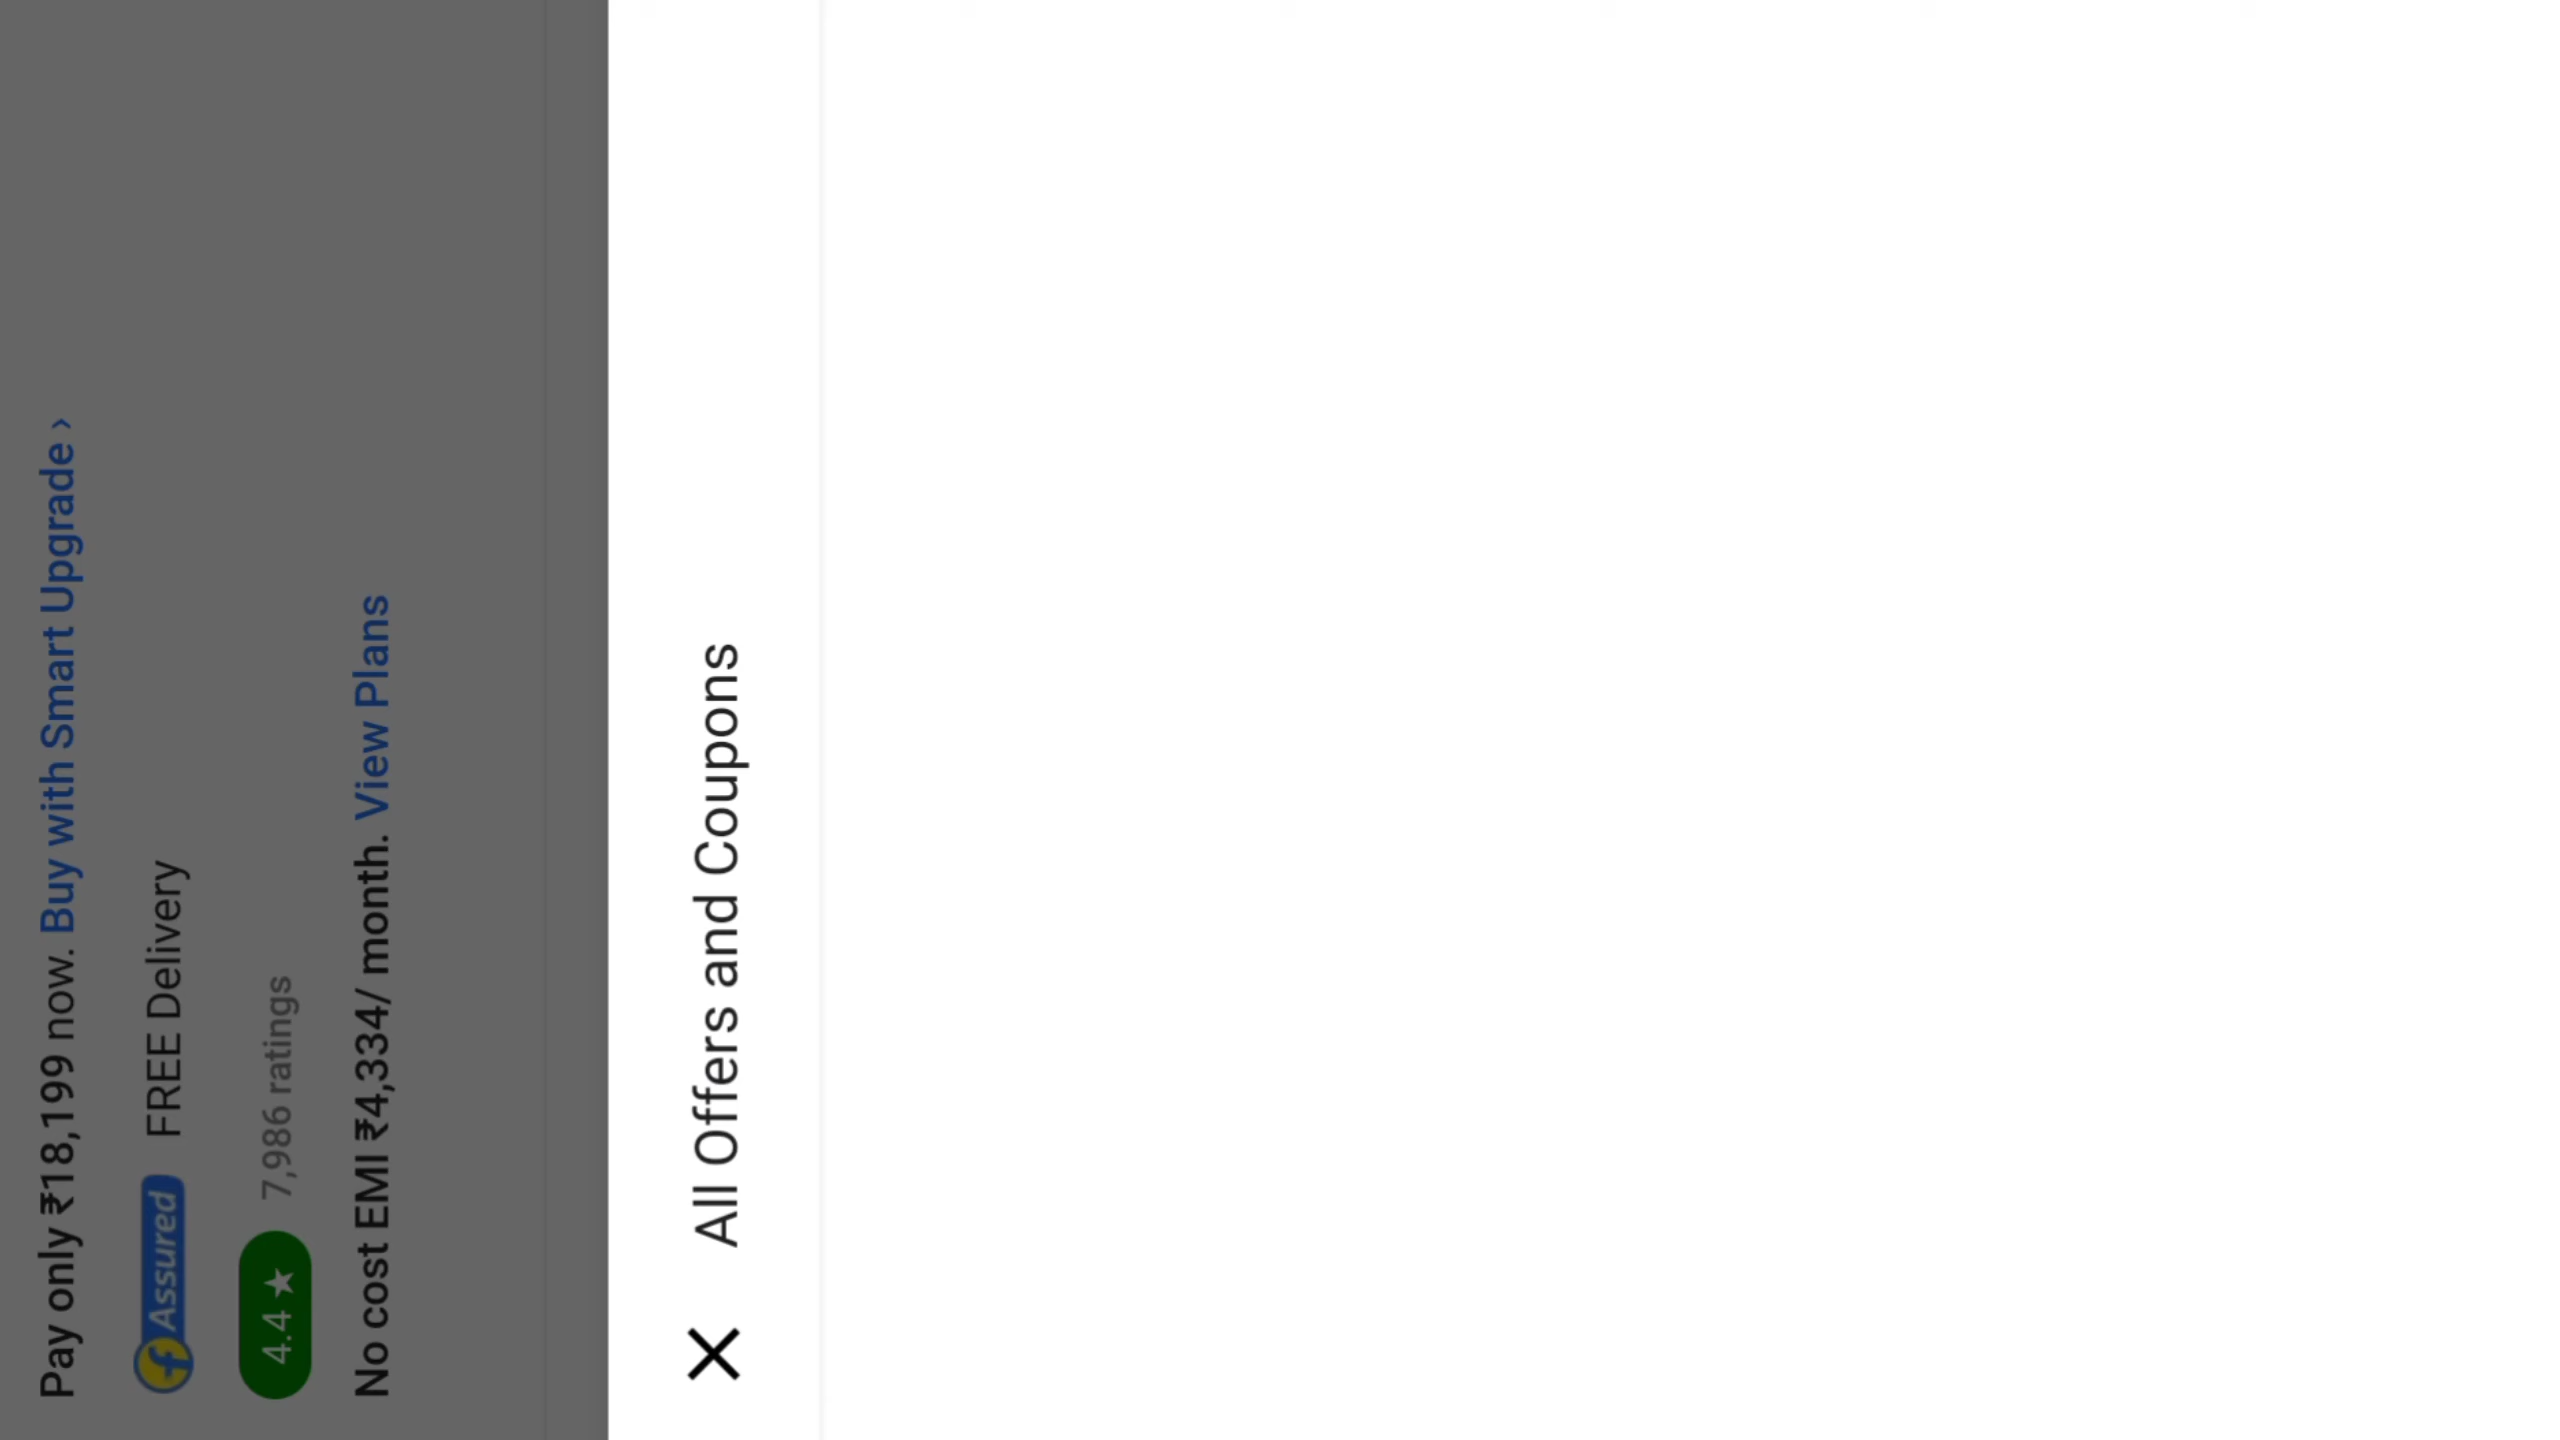 Pay only ₹18,199 now. Buy with Smart Upgrade ›
f Assured FREE Delivery
4.4 ★ 7,986 ratings
No cost EMI ₹4,334/ month. View Plans
All Offers and Coupons